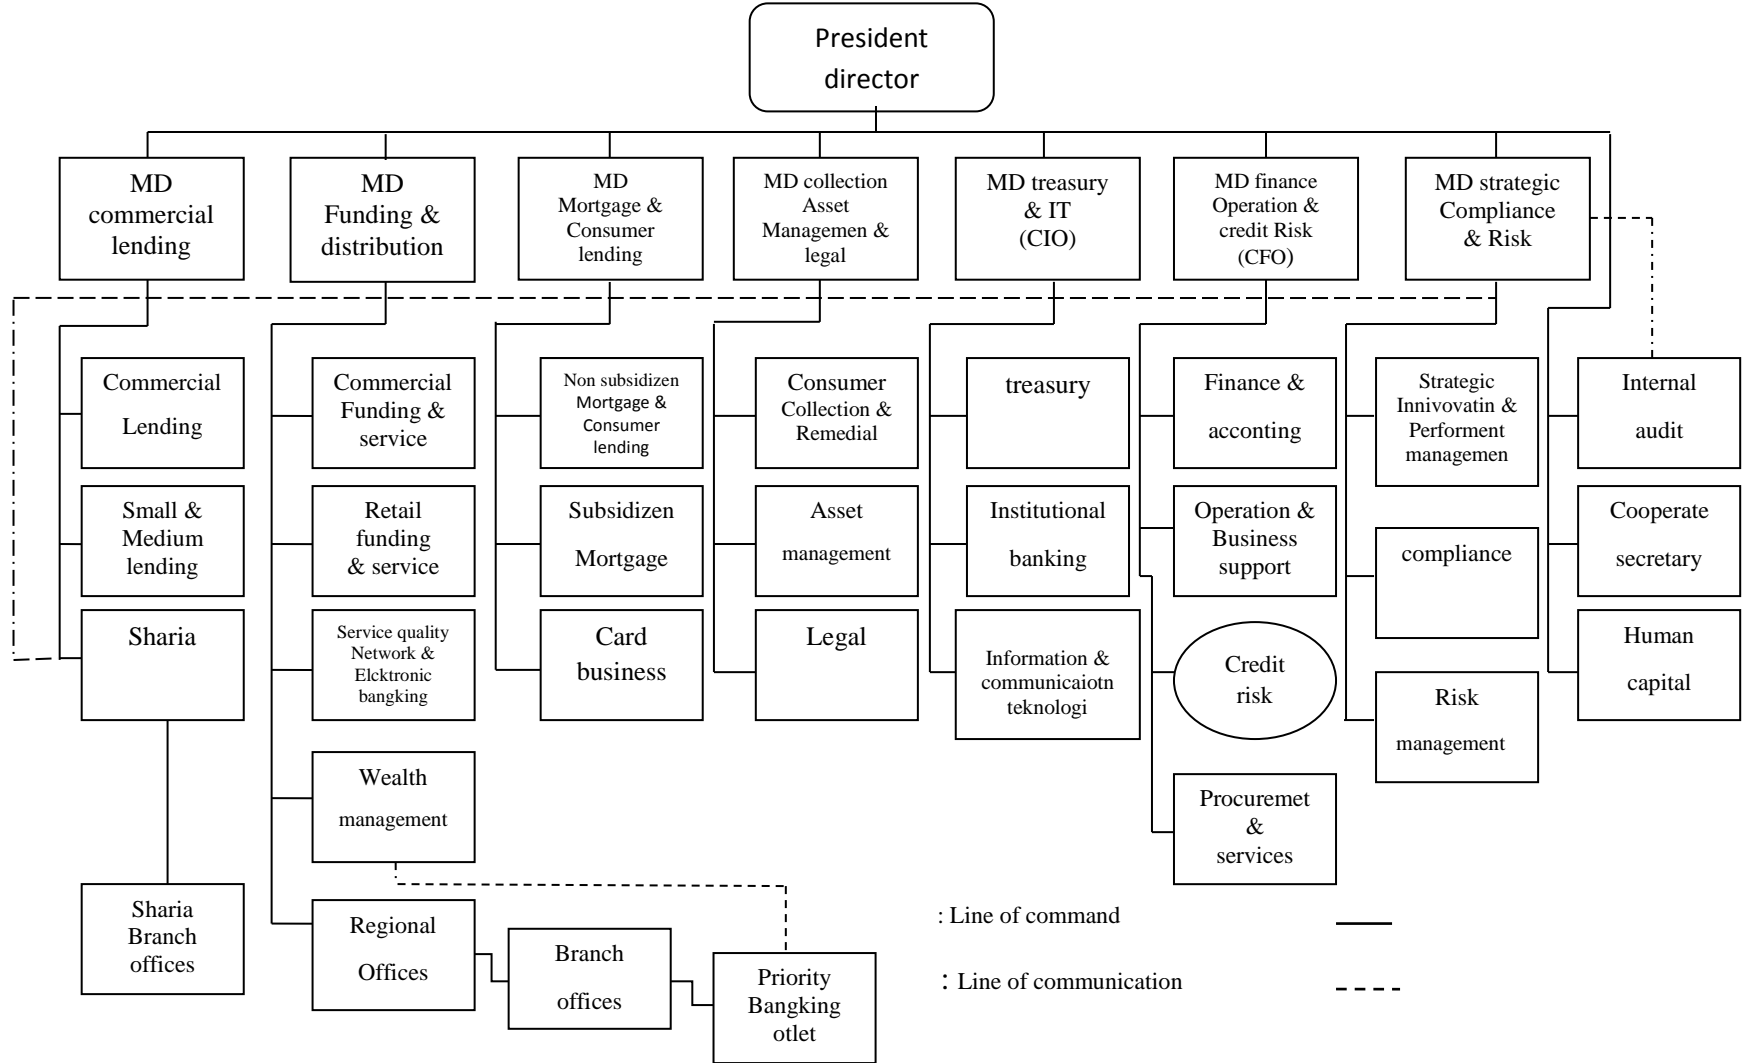 President
director
MD
commercial
lending
MD
Funding &
distribution
MD
Mortgage &
Consumer
lending
MD collection
Asset
Managemen &
legal
MD treasury
& IT
(CIO)
MD finance
Operation &
credit Risk
(CFO)
MD strategic
Compliance
& Risk
Commercial
Lending
Commercial
Funding &
service
Non subsidizen
Mortgage &
Consumer
lending
Consumer
Collection &
Remedial
treasury
Finance &
acconting
Strategic
Innivovatin &
Performent
managemen
Internal
audit
Small &
Medium
lending
Retail
funding
& service
Subsidizen
Mortgage
Asset
management
Institutional
banking
Operation &
Business
support
compliance
Cooperate
secretary
Sharia
Service quality
Network &
Elcktronic
bangking
Card
business
Legal
Information &
communicaiotn
teknologi
Credit
risk
Risk
management
Human
capital
Wealth
management
Procuremet
&
services
Sharia
Branch
offices
Regional
Offices
Branch
offices
Priority
Bangking
otlet
: Line of command
: Line of communication